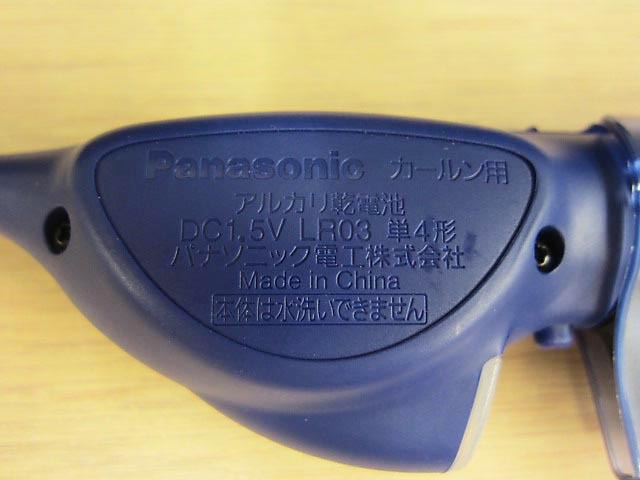 Panasonic カールン用
アルカリ乾電池
DC1.5V LR03 単4形
パナソニック電工株式会社
Made in China
本体は水洗いできません